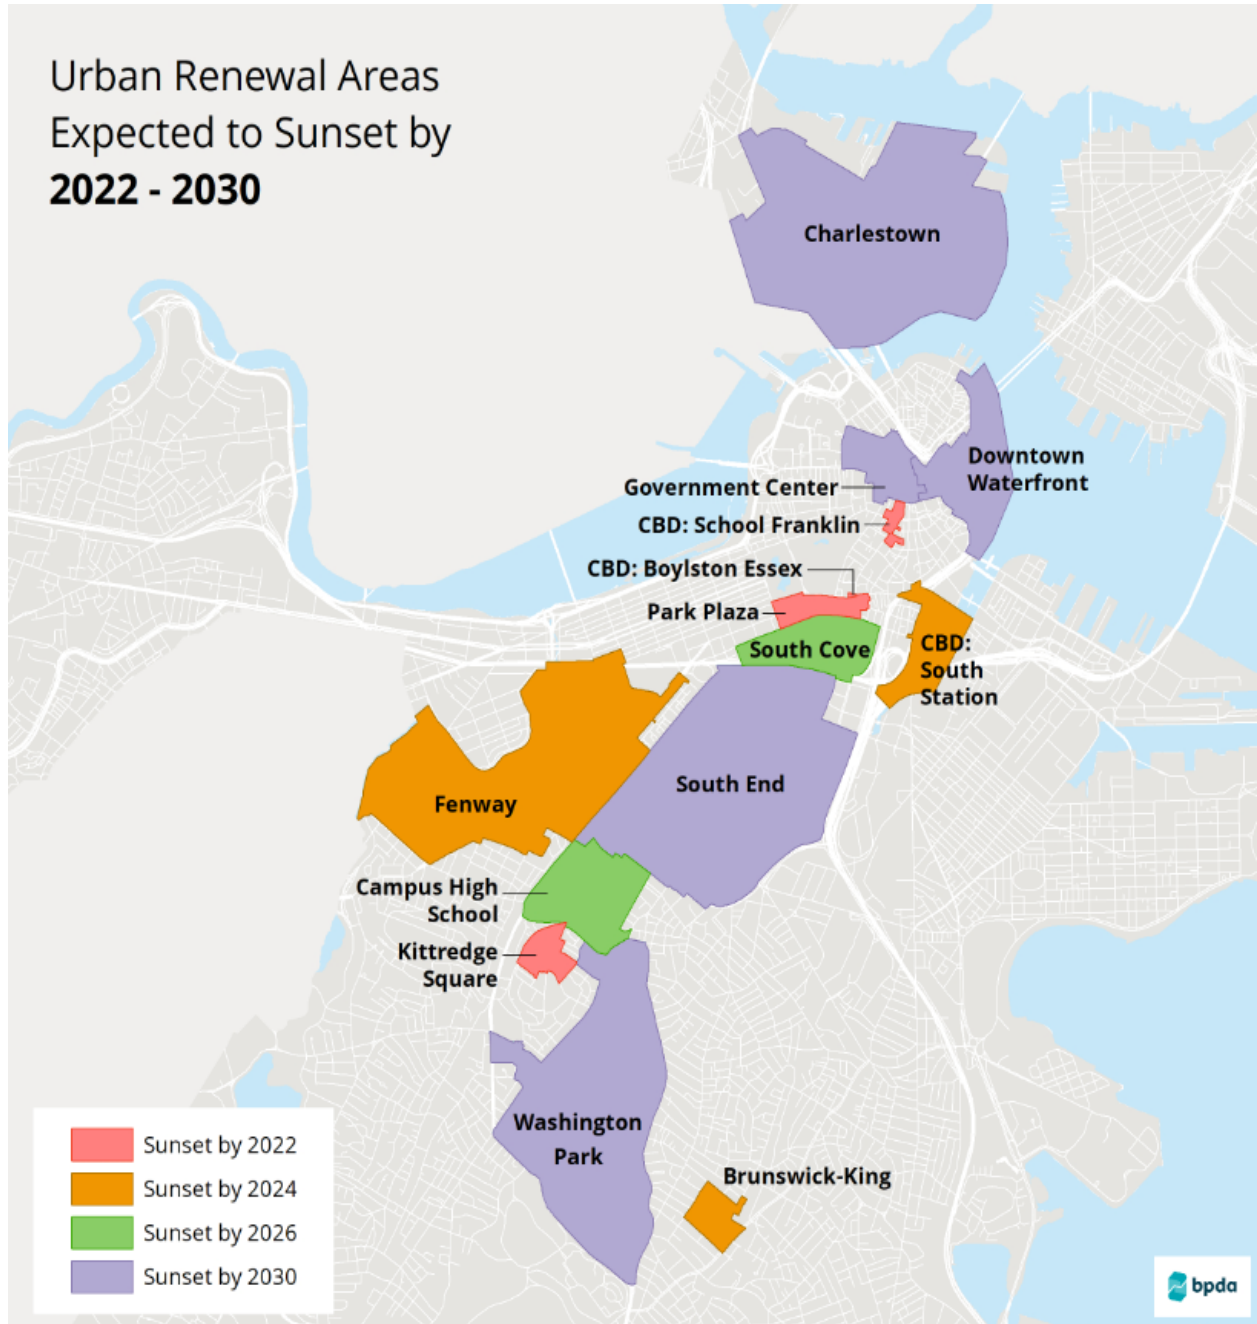 Urban Renewal Areas
Expected to Sunset by
2022 - 2030
Charlestown
Downtown
Waterfront
Government Center
CBD: School Franklin
CBD: Boylston Essex
Park Plaza
South Cove
CBD:
South
Station
South End
Fenway
Campus High
School
Kittredge
Square
Washington
Park
Brunswick-King
Sunset by 2022
Sunset by 2024
Sunset by 2026
Sunset by 2030
bpda